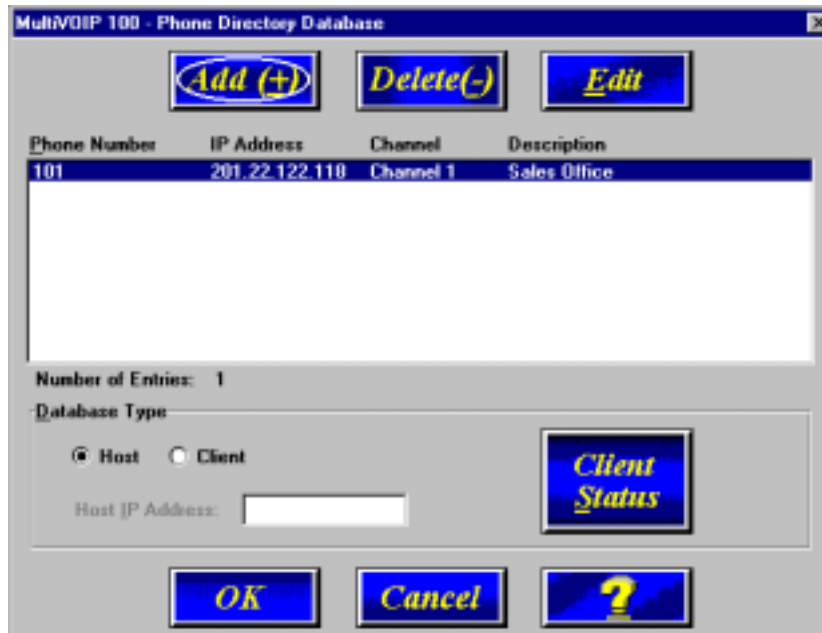 MultiVOIP 100 - Phone Directory Database
Add (+) Delete(-) Edit
Phone Number IP Address Channel Description
101 201.22.122.118 Channel 1 Sales Office
Number of Entries: 1
Database Type
Host Client
Client Status
Host IP Address:
OK Cancel ?